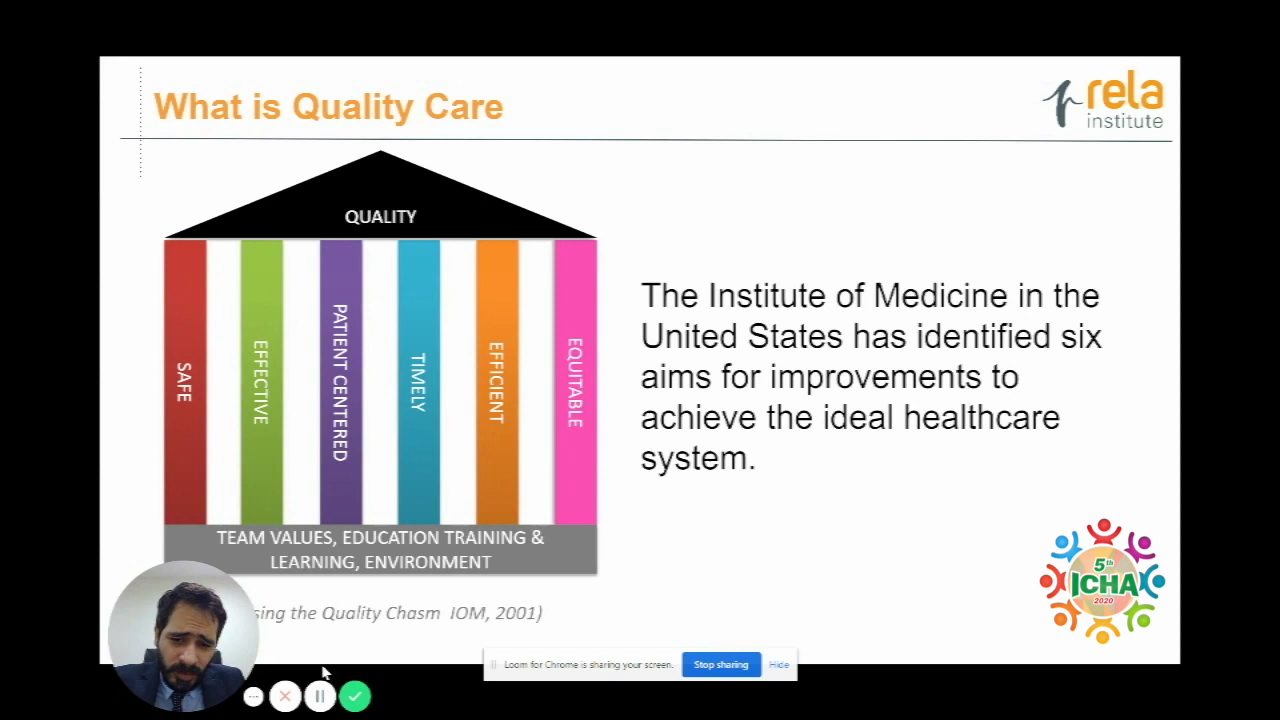 What is Quality Care
rela
institute
QUALITY
SAFE
EFFECTIVE
PATIENT CENTERED
TIMELY
EFFICIENT
EQUITABLE
TEAM VALUES, EDUCATION TRAINING &
LEARNING, ENVIRONMENT
The Institute of Medicine in the
United States has identified six
aims for improvements to
achieve the ideal healthcare
system.
the Quality Chasm IOM, 2001)
5th
ICHA
2020
Loom for Chrome is sharing your screen.
Stop sharing
Hide